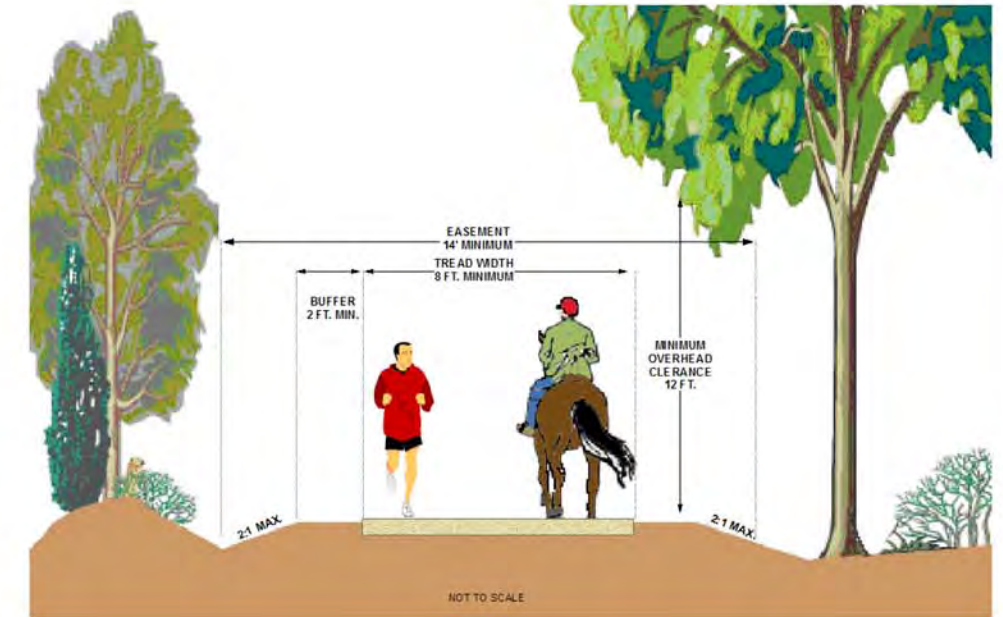 EASEMENT
14' MINIMUM
TREAD WIDTH
8 FT. MINIMUM
BUFFER
2 FT. MIN.
MINIMUM
OVERHEAD
CLERANCE
12 FT.
2:1 MAX.
2:1 MAX.
NOT TO SCALE